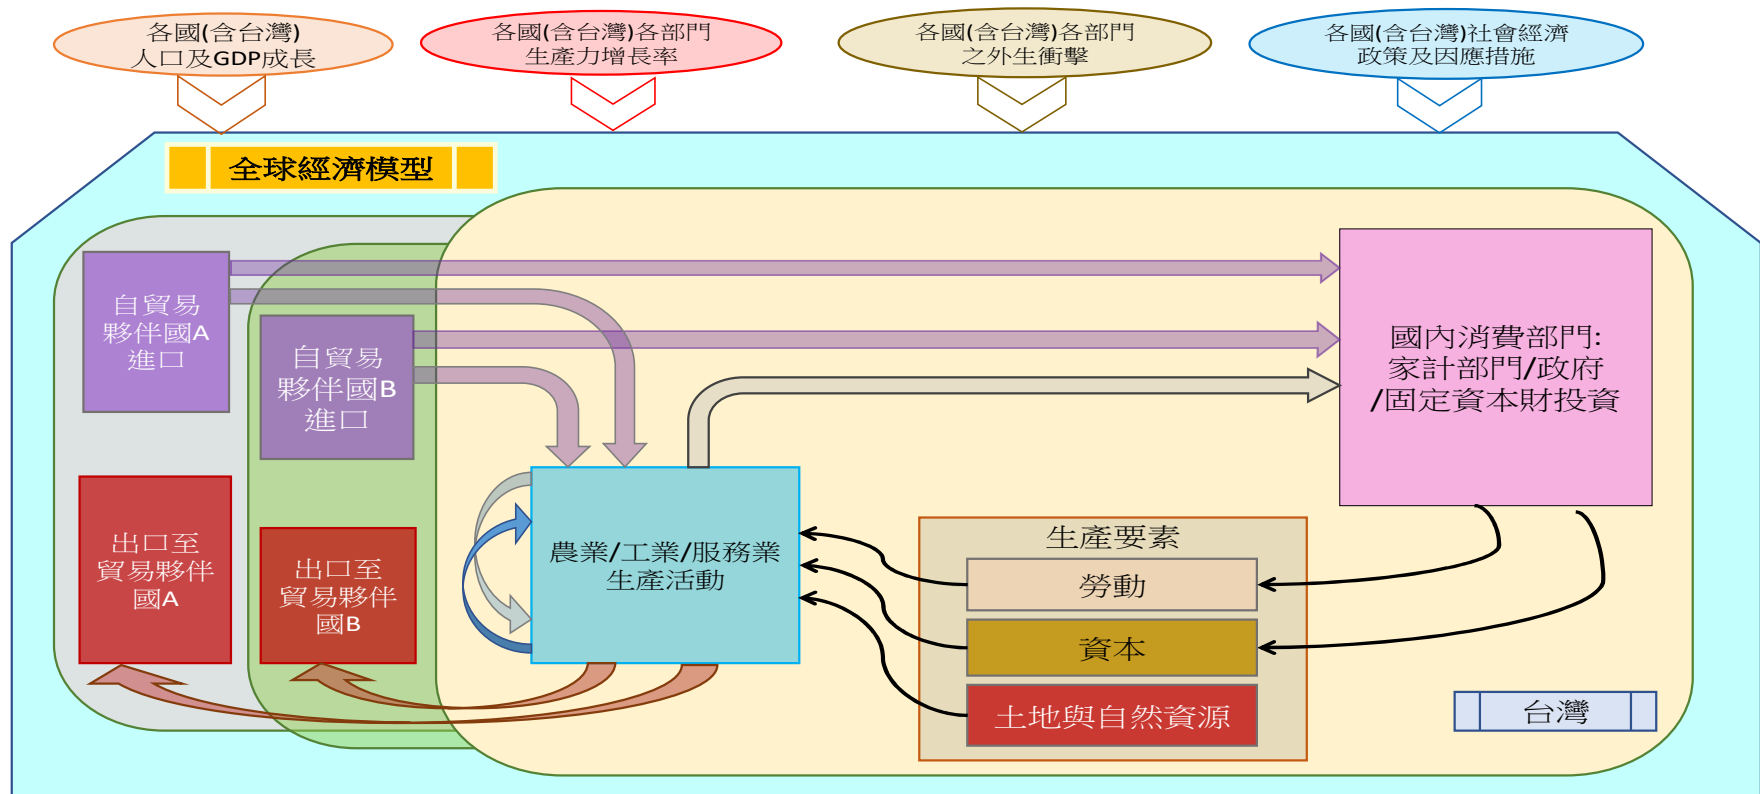 各國(含台灣)
人口及GDP成長
各國(含台灣)各部門
生產力增長率
各國(含台灣)各部門
之外生衝擊
各國(含台灣)社會經濟
政策及因應措施
全球經濟模型
自貿易
夥伴國A
進口
自貿易
夥伴國B
進口
國內消費部門:
家計部門/政府
/固定資本財投資
出口至
貿易夥伴
國A
出口至
貿易夥伴
國B
農業/工業/服務業
生產活動
生產要素
勞動
資本
土地與自然資源
台灣